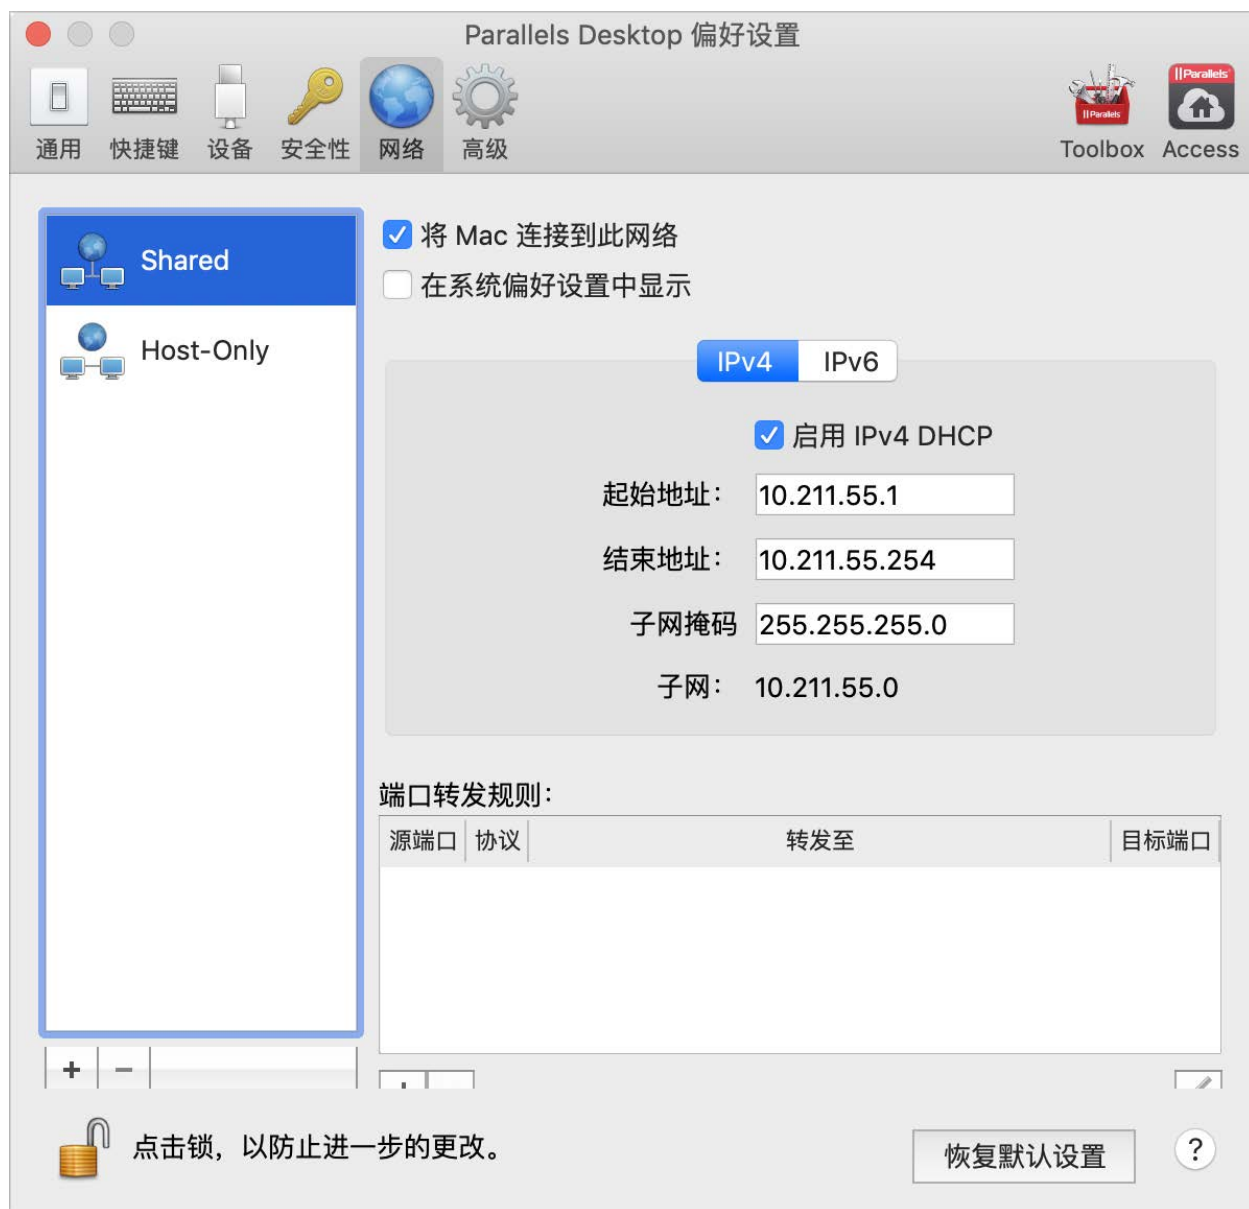 Parallels Desktop 偏好设置
通用 快捷键 设备 安全性 网络 高级 Toolbox Access
||Parallels
||Parallels
Shared
Host-Only
将 Mac 连接到此网络
在系统偏好设置中显示
IPv4 IPv6
启用 IPv4 DHCP
起始地址： 10.211.55.1
结束地址： 10.211.55.254
子网掩码 255.255.255.0
子网： 10.211.55.0
端口转发规则：
源端口 协议 转发至 目标端口
+ −
点击锁，以防止进一步的更改。
恢复默认设置 ?